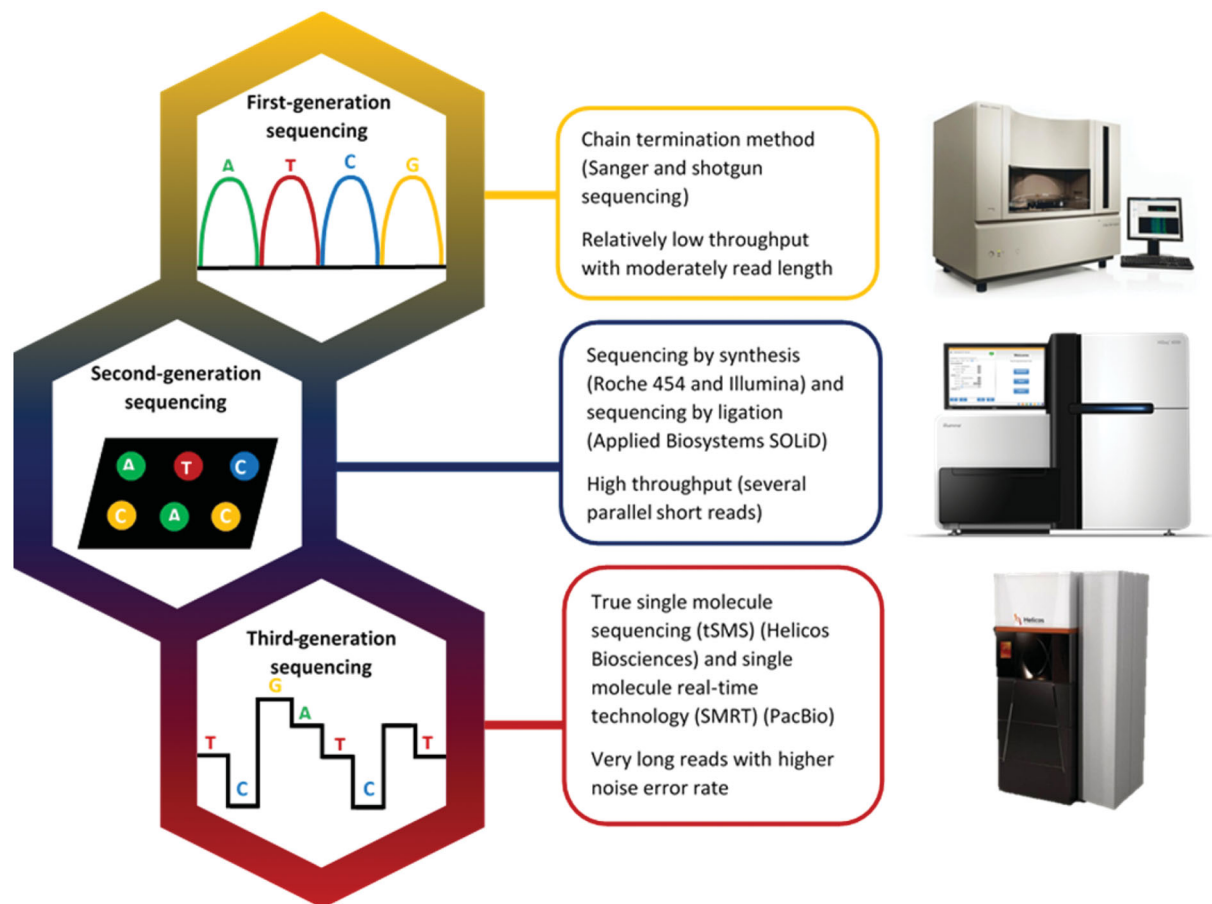 First-generation
sequencing
A T C G
Chain termination method
(Sanger and shotgun
sequencing)
Relatively low throughput
with moderately read length
Second-generation
sequencing
A T C
C A C
Sequencing by synthesis
(Roche 454 and Illumina) and
sequencing by ligation
(Applied Biosystems SOLiD)
High throughput (several
parallel short reads)
Third-generation
sequencing
G
A
T T T
C C
True single molecule
sequencing (tSMS) (Helicos
Biosciences) and single
molecule real-time
technology (SMRT) (PacBio)
Very long reads with higher
noise error rate
Helicos